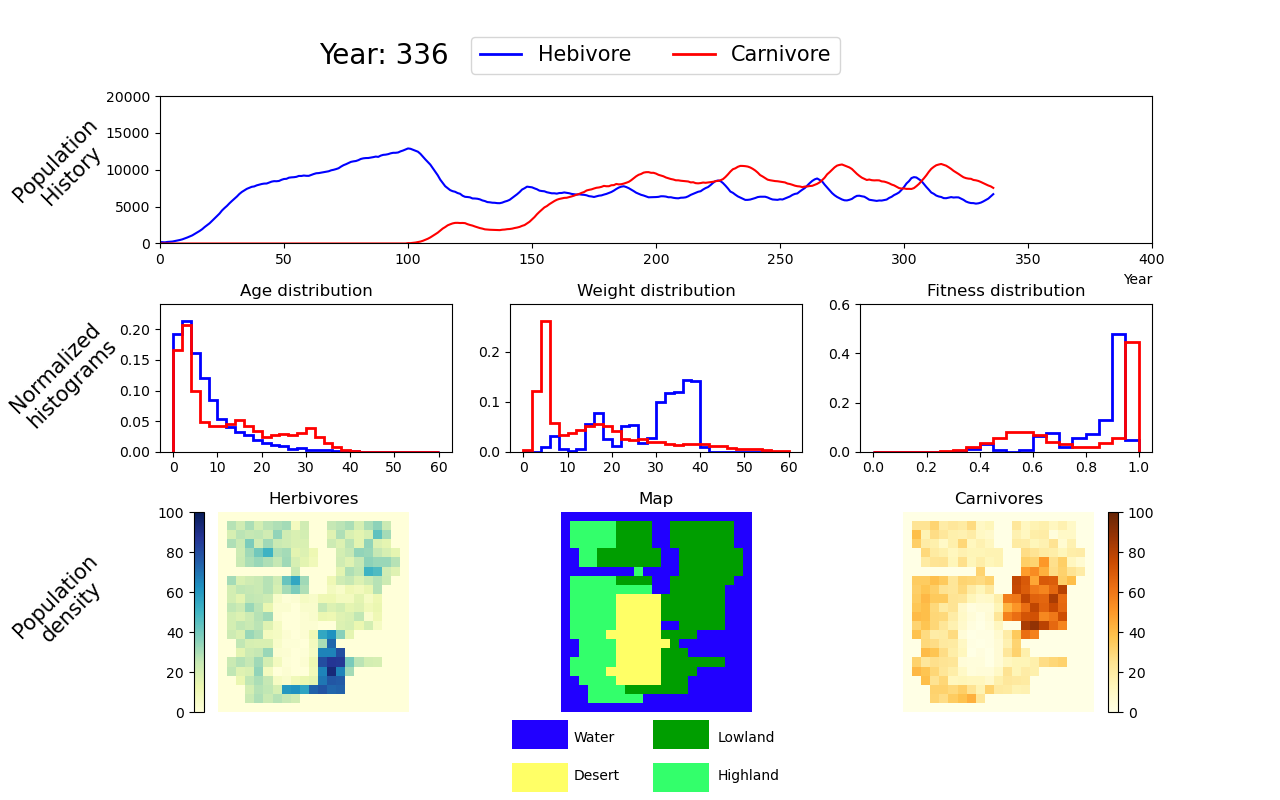 Year: 336
Hebivore
Carnivore
Population
History
20000
15000
10000
5000
0
0 50 100 150 200 250 300 350 400
Year
Normalized
histograms
Age distribution
0.20
0.15
0.10
0.05
0.00
0 20 40 60
Weight distribution
0.2
0.1
0.0
0 10 20 30 40 50 60
Fitness distribution
0.6
0.4
0.2
0.0
0.0 0.2 0.4 0.6 0.8 1.0
Population
density
Herbivores
100
80
60
40
20
0
Map
Carnivores
100
80
60
40
20
0
Water
Lowland
Desert
Highland